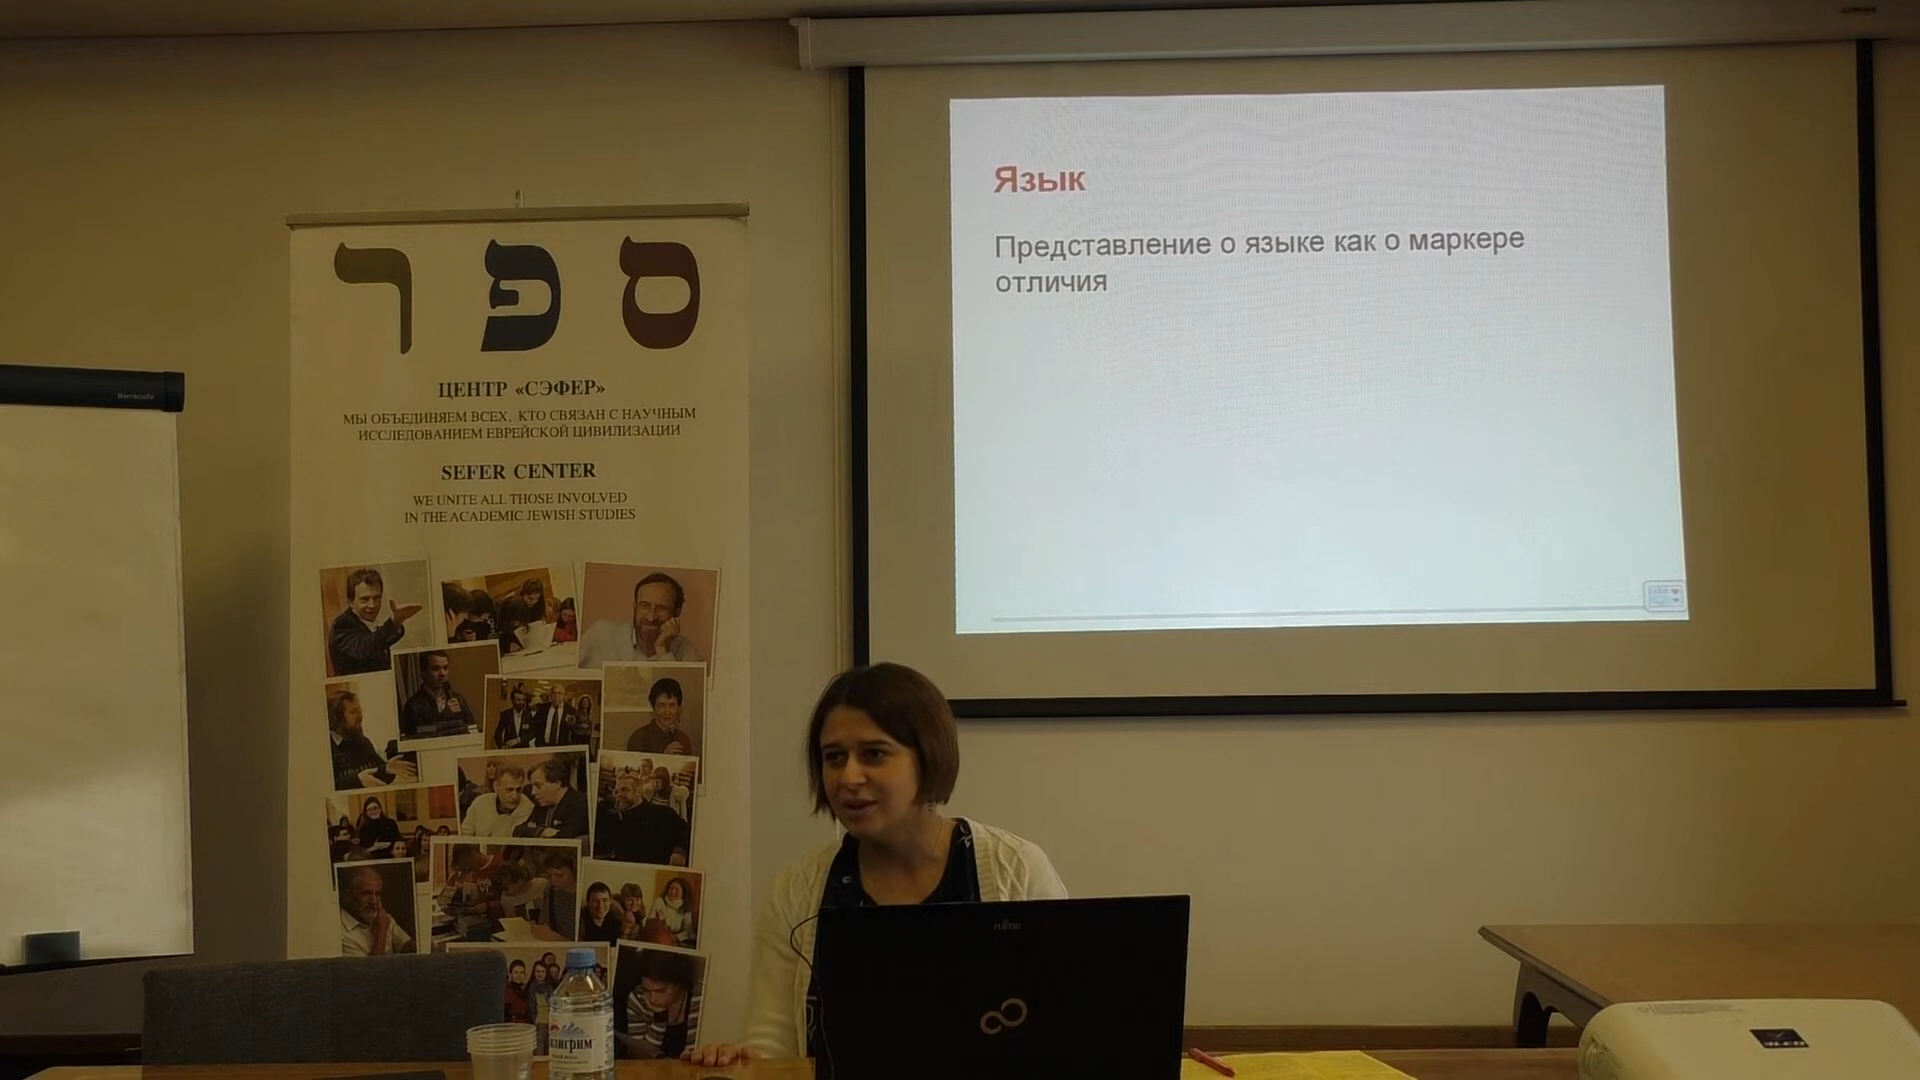 ספר
ЦЕНТР «СЭФЕР»
МЫ ОБЪЕДИНЯЕМ ВСЕХ, КТО СВЯЗАН С НАУЧНЫМ
ИССЛЕДОВАНИЕМ ЕВРЕЙСКОЙ ЦИВИЛИЗАЦИИ
SEFER CENTER
WE UNITE ALL THOSE INVOLVED
IN THE ACADEMIC JEWISH STUDIES
Язык
Представление о языке как о маркере
отличия
Barracuda
FUJITSU